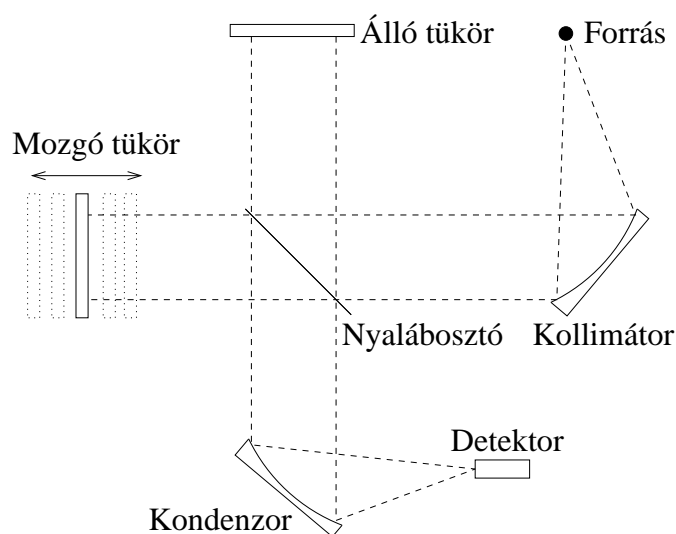 Álló tükör
Forrás
Mozgó tükör
Nyalábosztó
Kollimátor
Detektor
Kondenzor